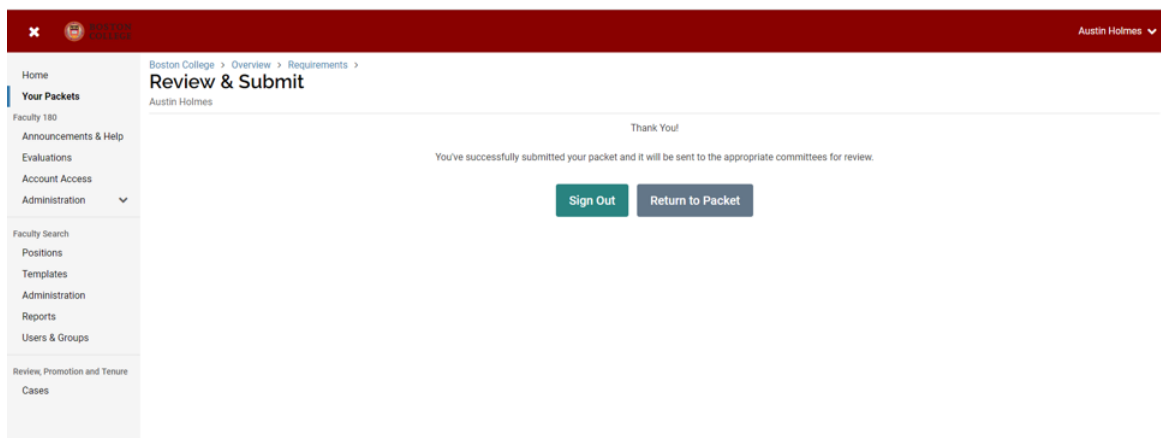 BOSTON
COLLEGE
Austin Holmes
Home
Your Packets
Faculty 180
Announcements & Help
Evaluations
Account Access
Administration
Faculty Search
Positions
Templates
Administration
Reports
Users & Groups
Review, Promotion and Tenure
Cases
Boston College > Overview > Requirements >
Review & Submit
Austin Holmes
Thank You!
You've successfully submitted your packet and it will be sent to the appropriate committees for review.
Sign Out
Return to Packet